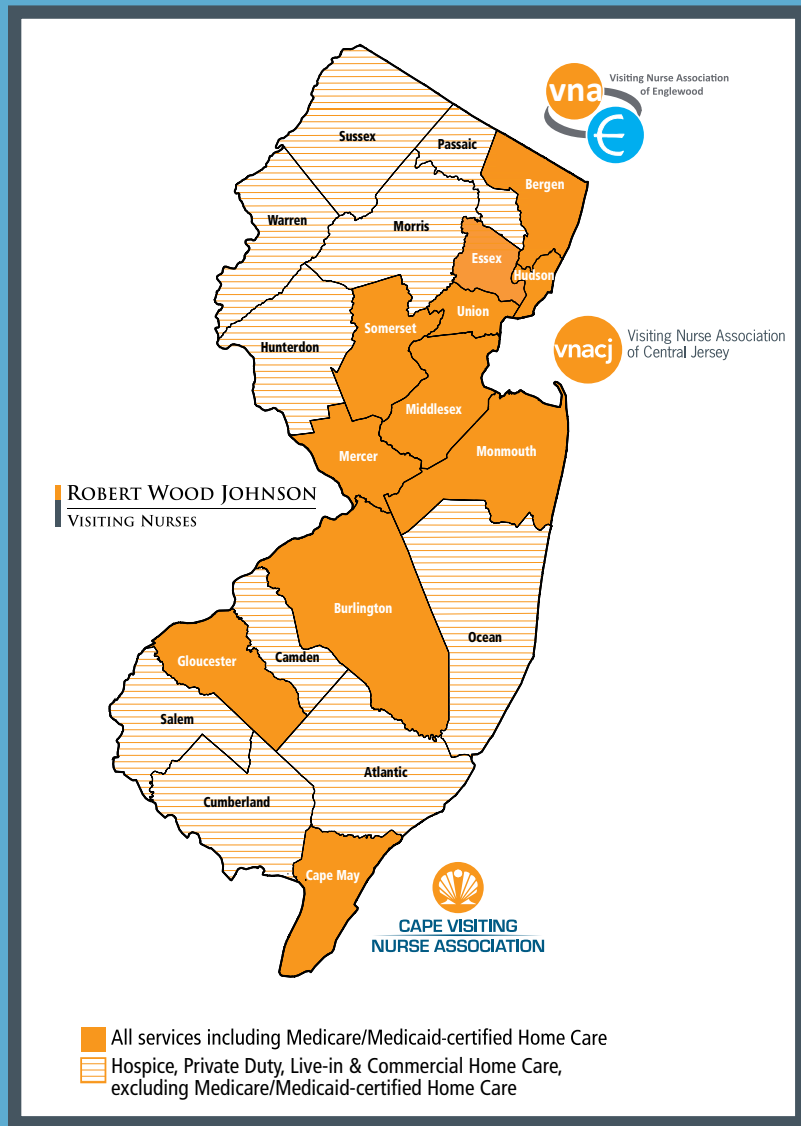 vna
Visiting Nurse Association
of Englewood
€
Sussex
Passaic
Bergen
Warren
Morris
Essex
Hudson
Union
Somerset
Hunterdon
vnacj
Visiting Nurse Association
of Central Jersey
Middlesex
Mercer
Monmouth
ROBERT WOOD JOHNSON
VISITING NURSES
Burlington
Ocean
Camden
Gloucester
Salem
Atlantic
Cumberland
Cape May
CAPE VISITING
NURSE ASSOCIATION
All services including Medicare/Medicaid-certified Home Care
Hospice, Private Duty, Live-in & Commercial Home Care,
excluding Medicare/Medicaid-certified Home Care